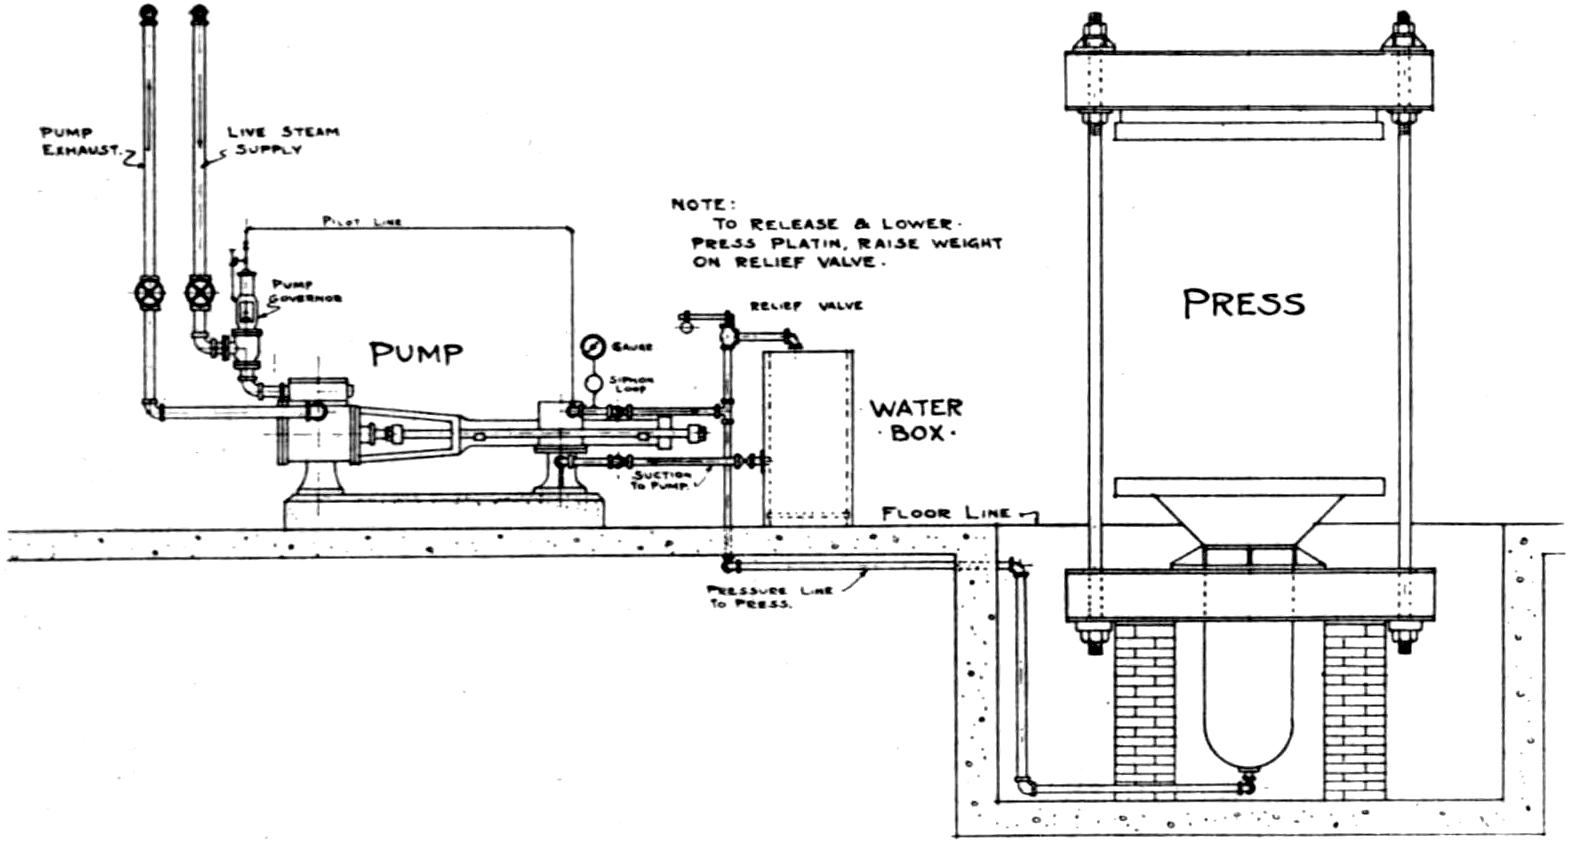 PUMP
EXHAUST.
LIVE STEAM
SUPPLY
PILOT LINE
NOTE:
TO RELEASE & LOWER.
PRESS PLATIN, RAISE WEIGHT
ON RELIEF VALVE.
PUMP
GOVERNOR
RELIEF VALVE
PRESS
PUMP
GAUGE
SIPHON
LOOP
WATER
· BOX ·
SUCTION
TO PUMP.
FLOOR LINE
PRESSURE LINE
TO PRESS.